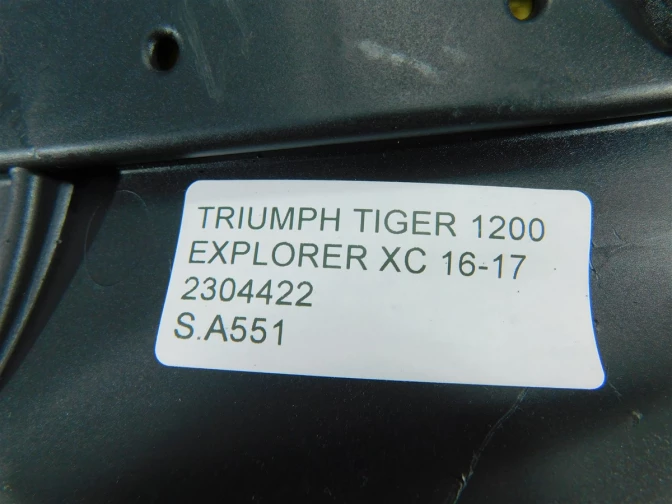 TRIUMPH TIGER 1200
EXPLORER XC 16-17
2304422
S.A551